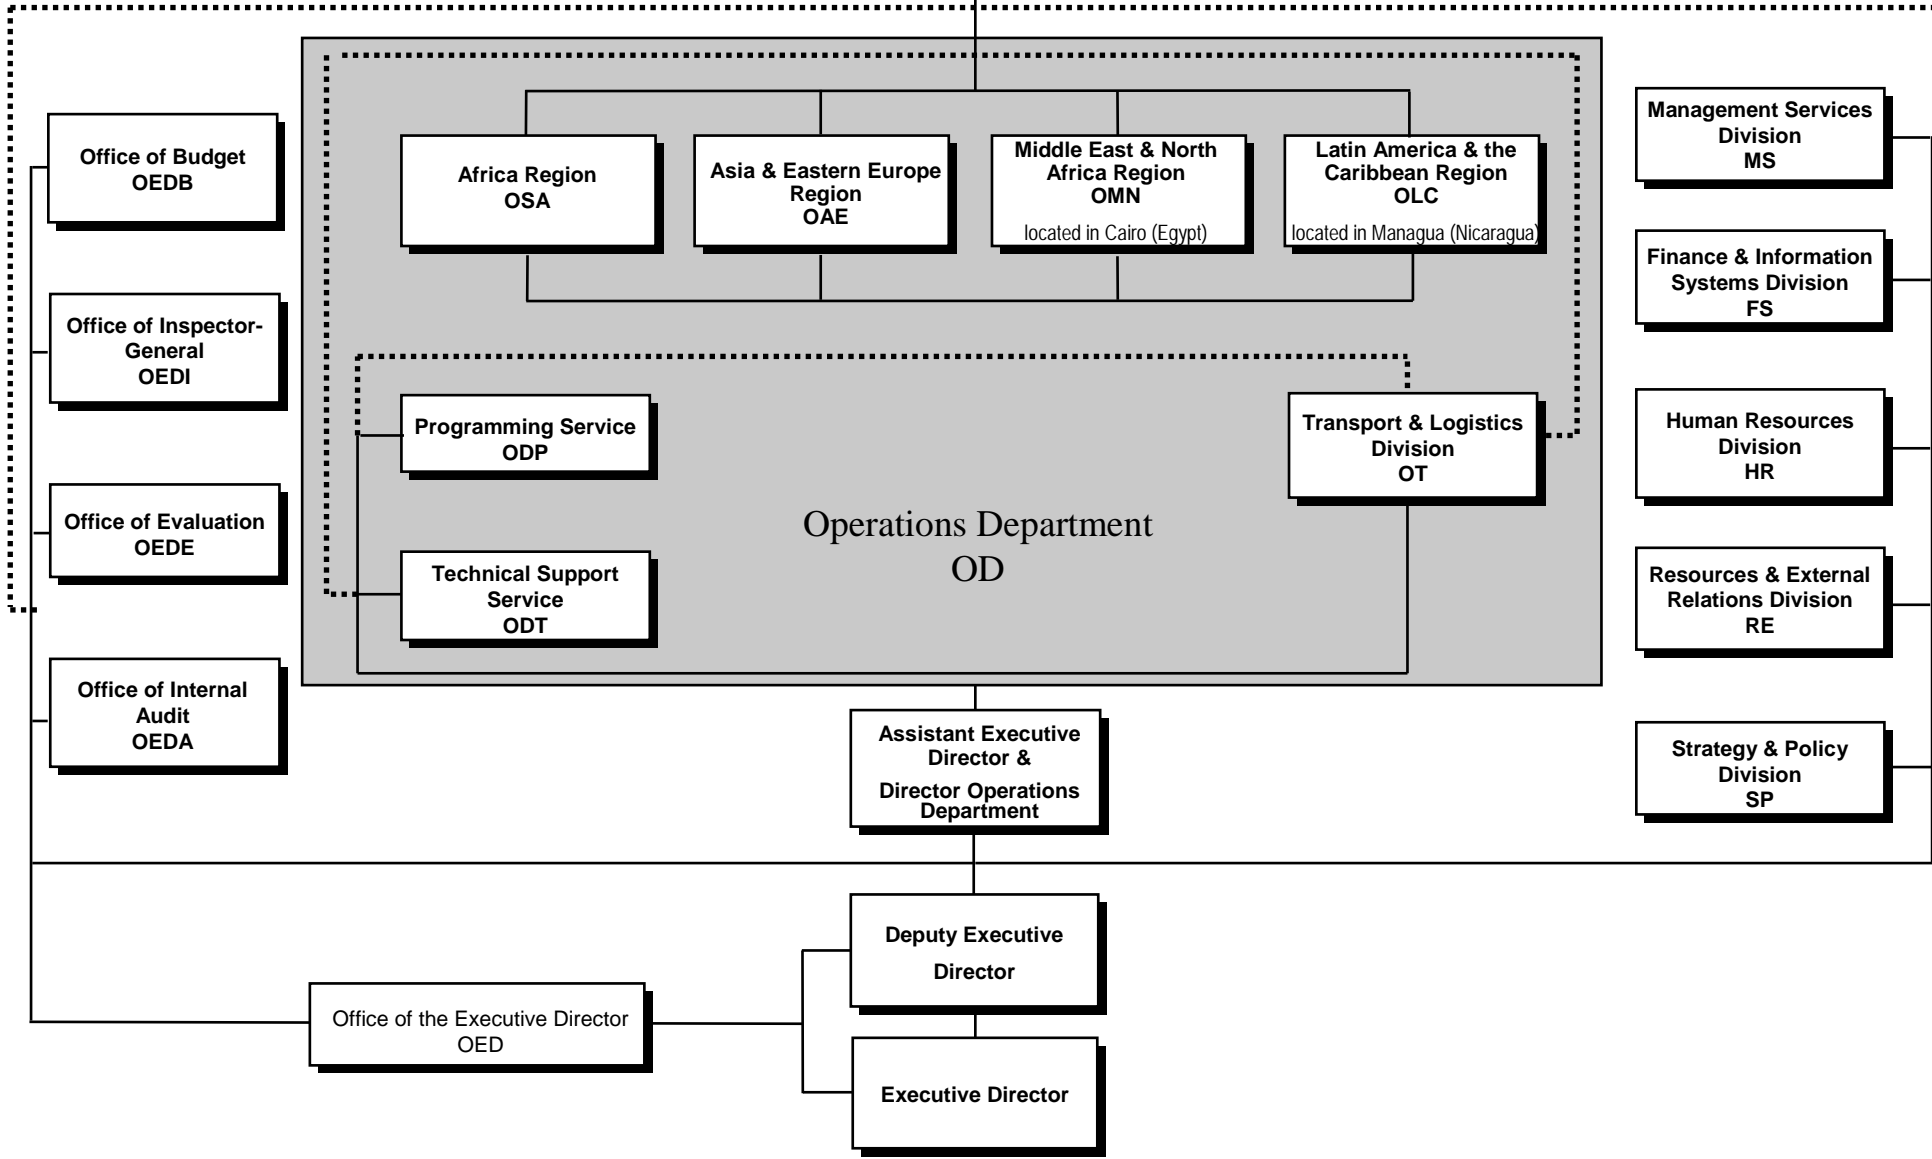 Office of Budget
OEDB
Office of Inspector-
General
OEDI
Office of Evaluation
OEDE
Office of Internal
Audit
OEDA
Africa Region
OSA
Asia & Eastern Europe
Region
OAE
Middle East & North
Africa Region
OMN
located in Cairo (Egypt)
Latin America & the
Caribbean Region
OLC
located in Managua (Nicaragua)
Programming Service
ODP
Technical Support
Service
ODT
Transport & Logistics
Division
OT
Operations Department
OD
Management Services
Division
MS
Finance & Information
Systems Division
FS
Human Resources
Division
HR
Resources & External
Relations Division
RE
Strategy & Policy
Division
SP
Assistant Executive
Director &
Director Operations
Department
Deputy Executive
Director
Office of the Executive Director
OED
Executive Director